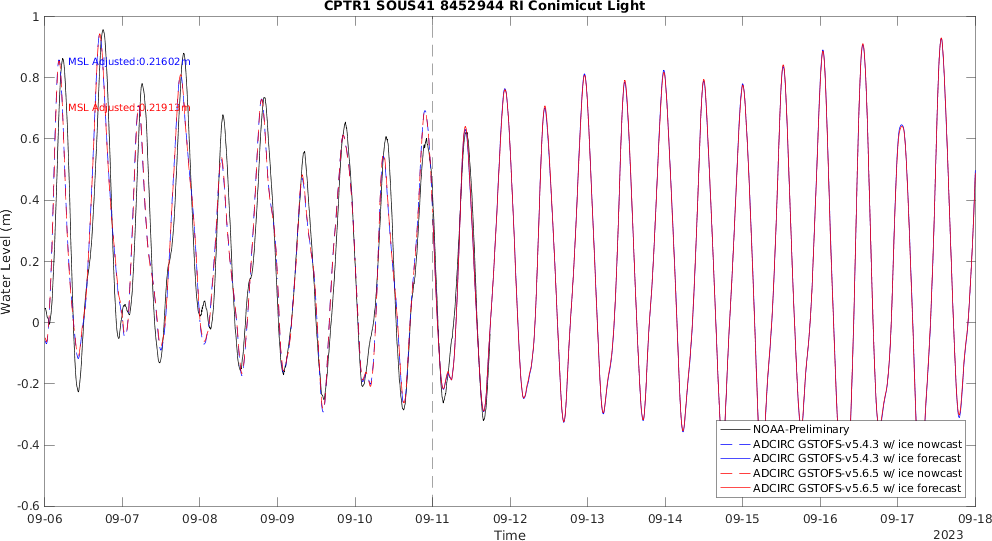 CPTR1 SOUS41 8452944 RI Conimicut Light
MSL Adjusted:0.21602m
MSL Adjusted:0.21913m
Water Level (m)
1
0.8
0.6
0.4
0.2
0
-0.2
-0.4
-0.6
NOAA-Preliminary
ADCIRC GSTOFS-v5.4.3 w/ ice nowcast
ADCIRC GSTOFS-v5.4.3 w/ ice forecast
ADCIRC GSTOFS-v5.6.5 w/ ice nowcast
ADCIRC GSTOFS-v5.6.5 w/ ice forecast
09-06 09-07 09-08 09-09 09-10 09-11 09-12 09-13 09-14 09-15 09-16 09-17 09-18
Time
2023